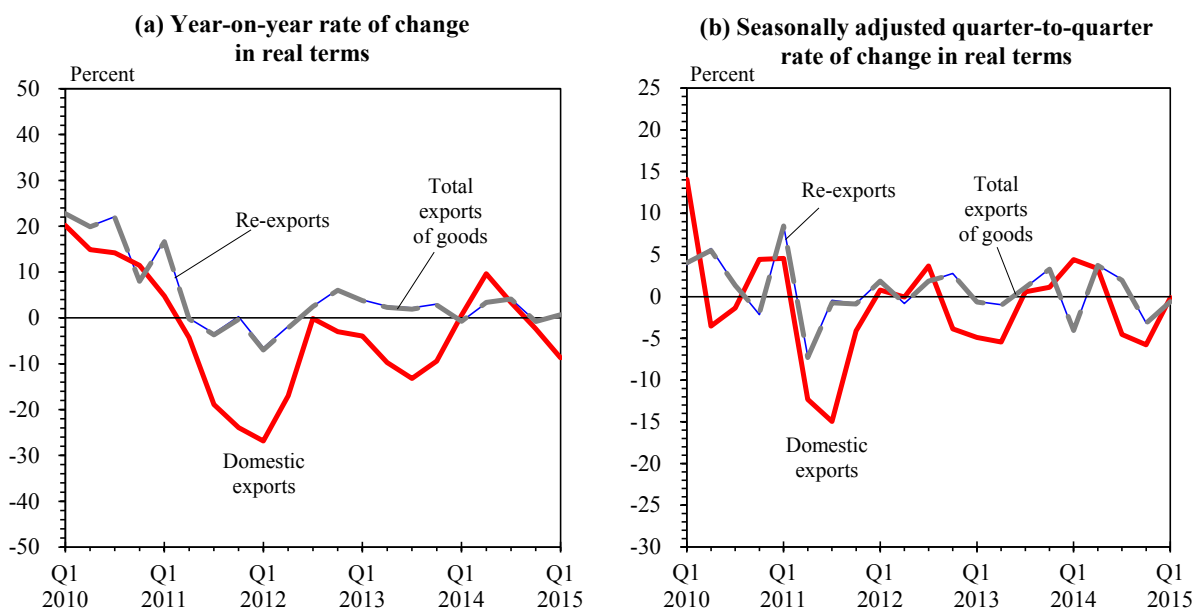 (a) Year-on-year rate of change
in real terms
Percent
50
40
30
20
10
0
-10
-20
-30
-40
-50
Re-exports
Total
exports
of goods
Domestic
exports
Q1
2010
Q1
2011
Q1
2012
Q1
2013
Q1
2014
Q1
2015
(b) Seasonally adjusted quarter-to-quarter
rate of change in real terms
Percent
25
20
15
10
5
0
-5
-10
-15
-20
-25
-30
Re-exports
Total
exports
of goods
Domestic
exports
Q1
2010
Q1
2011
Q1
2012
Q1
2013
Q1
2014
Q1
2015